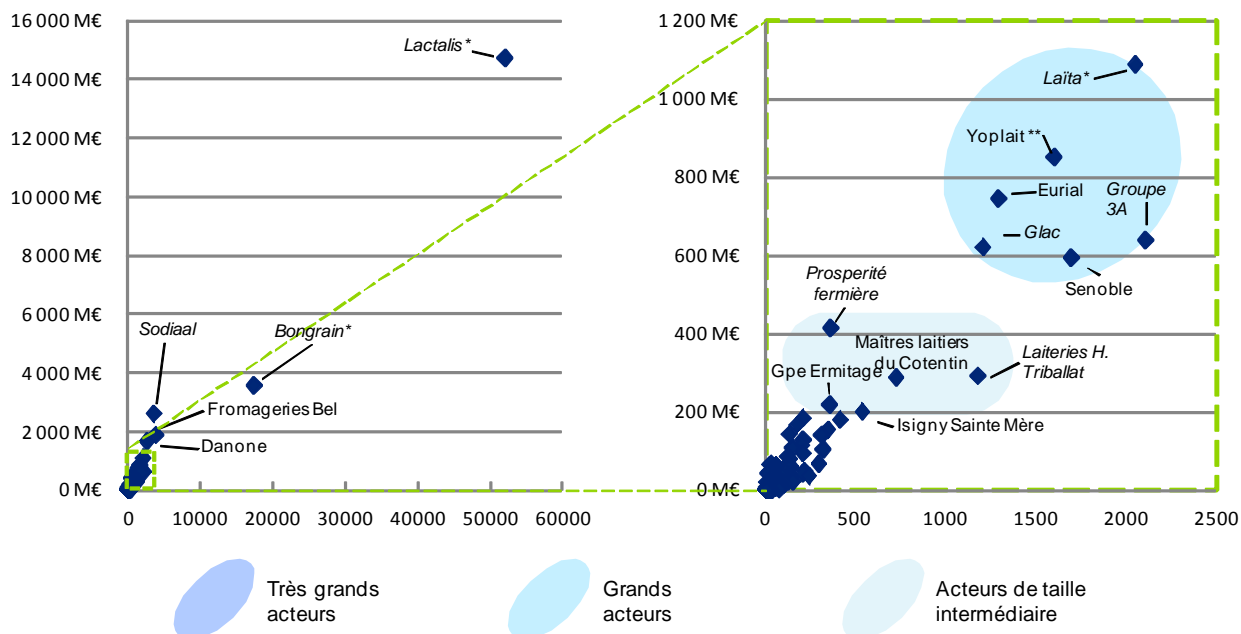 16 000 M€
14 000 M€
12 000 M€
10 000 M€
8 000 M€
6 000 M€
4 000 M€
2 000 M€
0 M€
0
10000
20000
30000
40000
50000
60000
Lactalis *
Sodiaal
Bongrain*
Fromageries Bel
Danone
1 200 M€
1 000 M€
800 M€
600 M€
400 M€
200 M€
0 M€
0
500
1000
1500
2000
2500
Laïta*
Yoplait **
Eurial
Groupe
3A
Glac
Senoble
Prosperité
fermière
Maîtres laitiers
du Cotentin
Laiteries H.
Triballat
Gpe Ermitage
Isigny Sainte Mère
Très grands
acteurs
Grands
acteurs
Acteurs de taille
intermédiaire